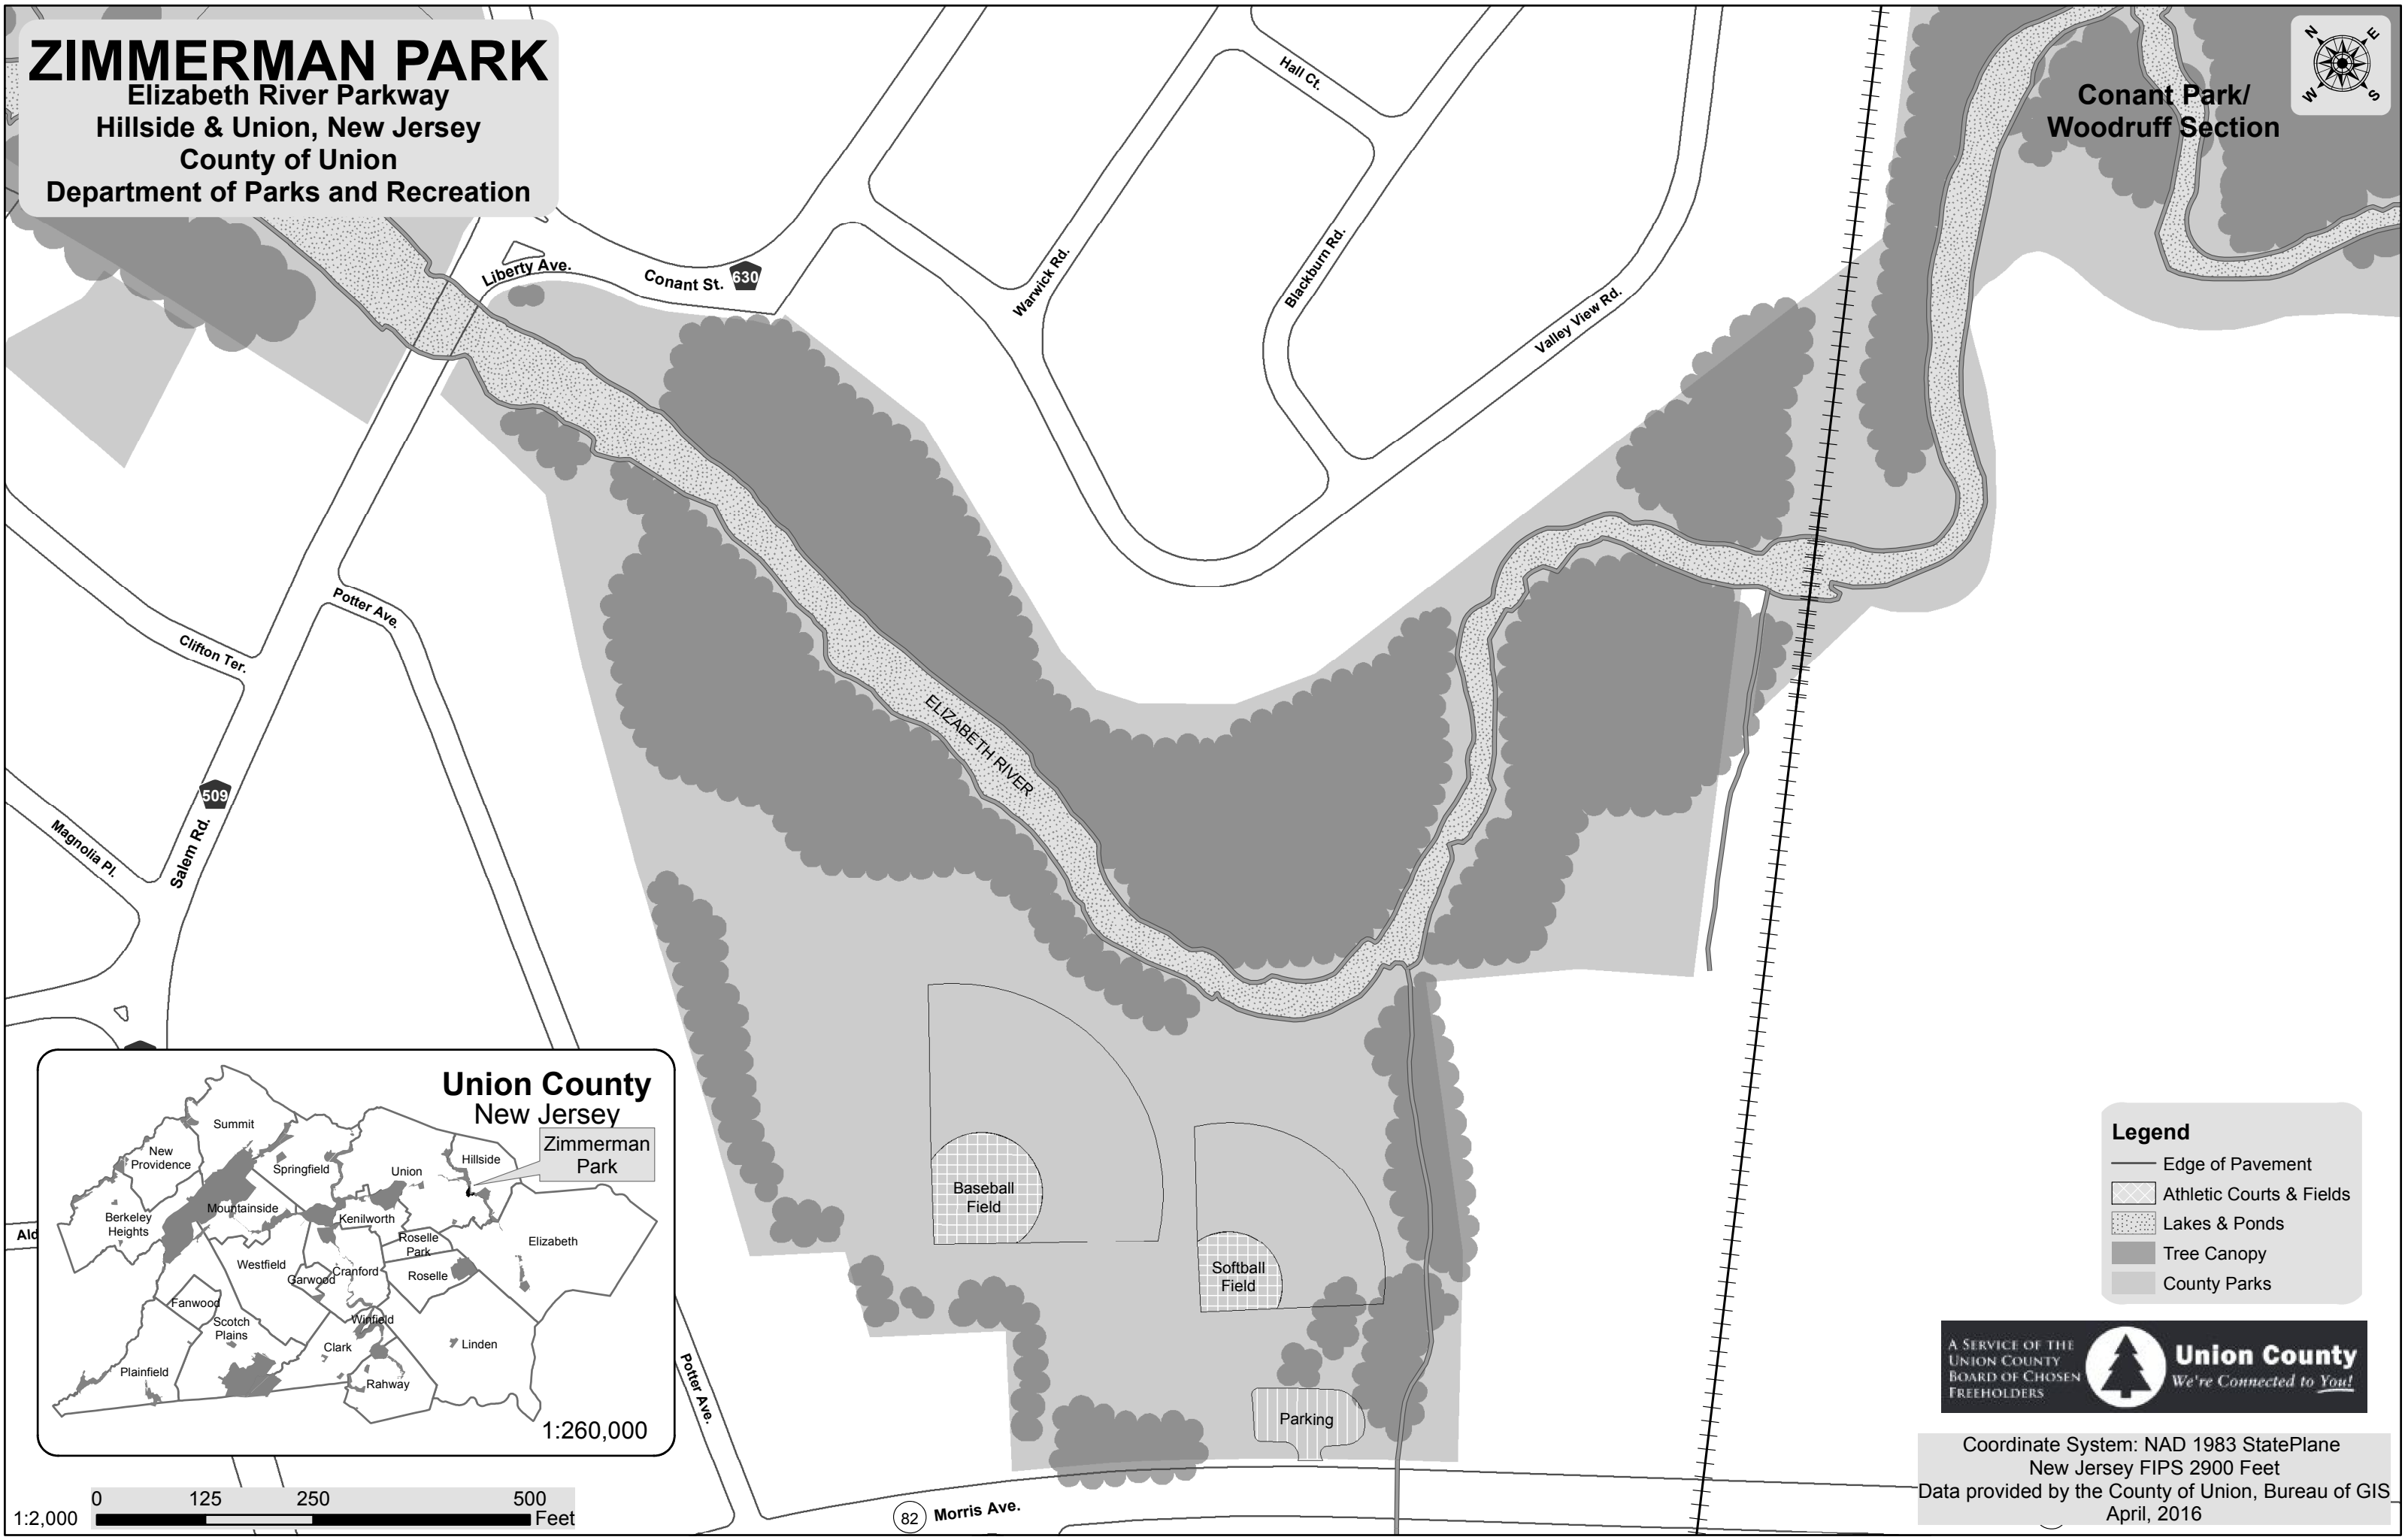 ZIMMERMAN PARK
Elizabeth River Parkway
Hillside & Union, New Jersey
County of Union
Department of Parks and Recreation
Hall Ct.
Conant Park/
Woodruff Section
N
E
W
S
Liberty Ave.
Conant St.
630
Warwick Rd.
Blackburn Rd.
Valley View Rd.
Potter Ave.
Clifton Ter.
ELIZABETH RIVER
509
Salem Rd.
Magnolia Pl.
Baseball
Field
Softball
Field
Parking
Ald
Union County
New Jersey
Zimmerman
Park
Summit
New
Providence
Springfield
Union
Hillside
Berkeley
Heights
Mountainside
Kenilworth
Roselle
Park
Elizabeth
Westfield
Garwood
Cranford
Roselle
Fanwood
Scotch
Plains
Winfield
Clark
Linden
Plainfield
Rahway
1:260,000
Potter Ave.
82
Morris Ave.
1:2,000
0 125 250 500
Feet
Legend
Edge of Pavement
Athletic Courts & Fields
Lakes & Ponds
Tree Canopy
County Parks
A SERVICE OF THE
UNION COUNTY
BOARD OF CHOSEN
FREEHOLDERS
Union County
We're Connected to You!
Coordinate System: NAD 1983 StatePlane
New Jersey FIPS 2900 Feet
Data provided by the County of Union, Bureau of GIS
April, 2016